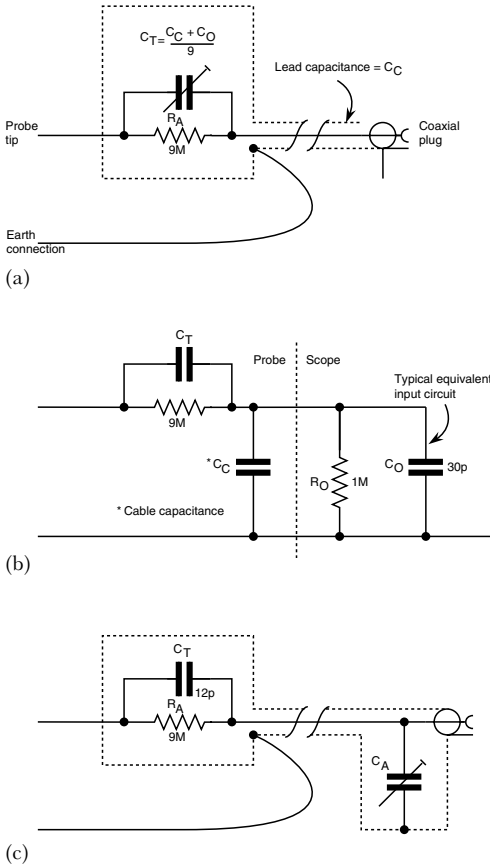 C_T = C_C + C_O
9
Lead capacitance = C_C
R_A
9M
Probe
tip
Coaxial
plug
Earth
connection
(a)
C_T
Probe
Scope
Typical equivalent
input circuit
9M
*C_C
R_O
1M
C_O
30p
* Cable capacitance
(b)
C_T
12p
R_A
9M
C_A
(c)